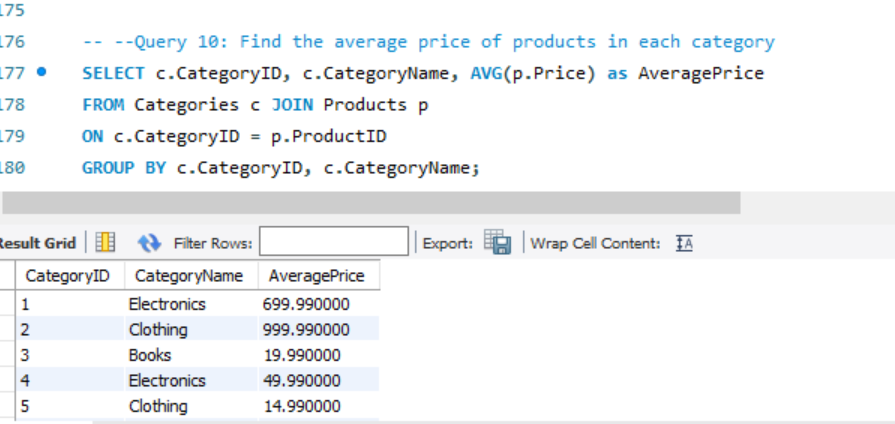 175
176 -- --Query 10: Find the average price of products in each category
177 SELECT c.CategoryID, c.CategoryName, AVG(p.Price) as AveragePrice
178 FROM Categories c JOIN Products p
179 ON c.CategoryID = p.ProductID
180 GROUP BY c.CategoryID, c.CategoryName;
Result Grid Filter Rows: Export: Wrap Cell Content: IA
CategoryID CategoryName AveragePrice
1 Electronics 699.990000
2 Clothing 999.990000
3 Books 19.990000
4 Electronics 49.990000
5 Clothing 14.990000